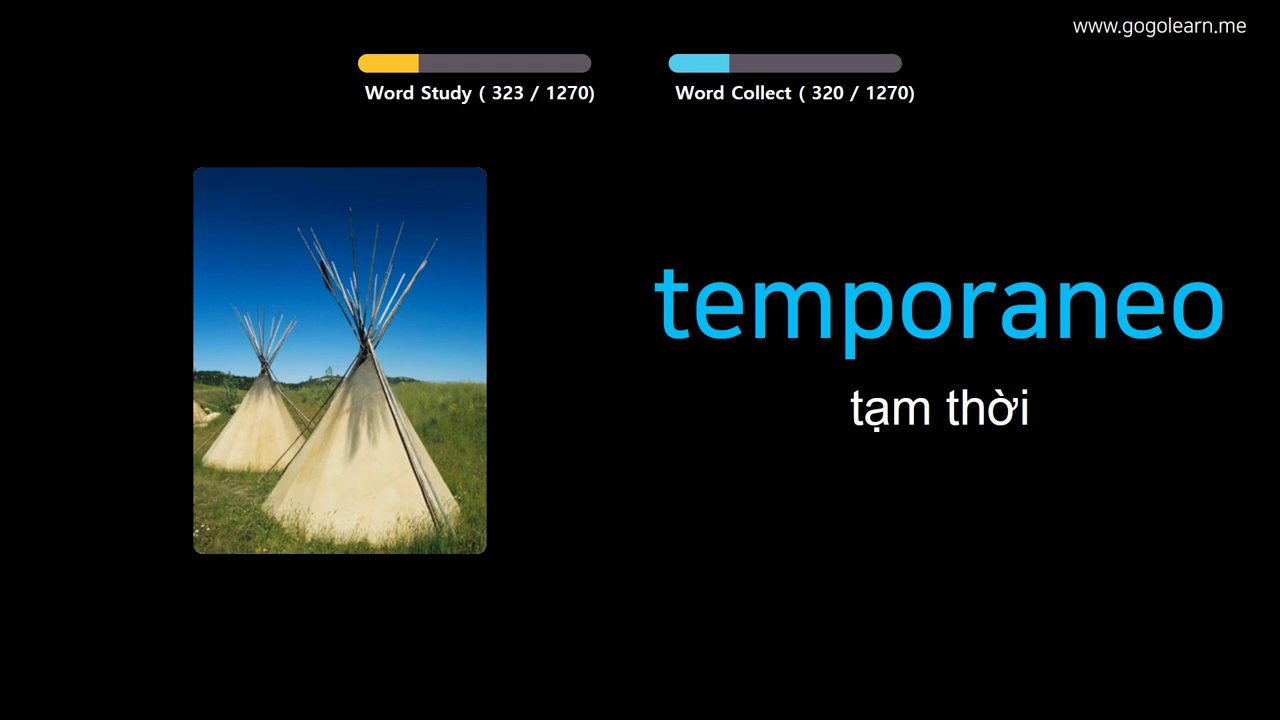 www.gogolearn.me
Word Study ( 323 / 1270)
Word Collect ( 320 / 1270)
temporaneo
tạm thời